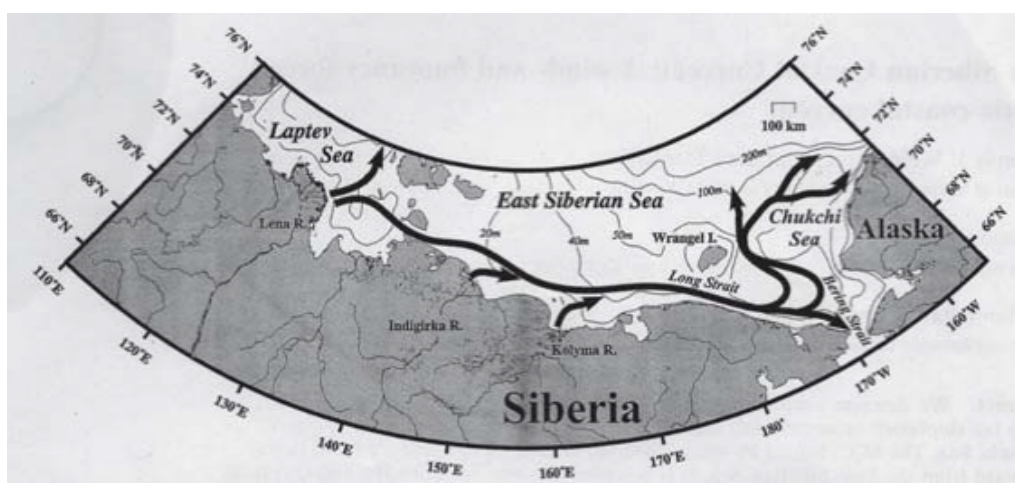 76°N
74°N
72°N
70°N
68°N
66°N
110°E
120°E
130°E
140°E
150°E
160°E
170°E
180°
170°W
160°W
66°N
68°N
70°N
72°N
74°N
76°N
100 km
Laptev
Sea
East Siberian Sea
200m
100m
Chukchi
Sea
Alaska
Lena R.
20m
40m
50m
Wrangel I.
Long Strait
Bering Strait
Indigirka R.
Kolyma R.
Siberia